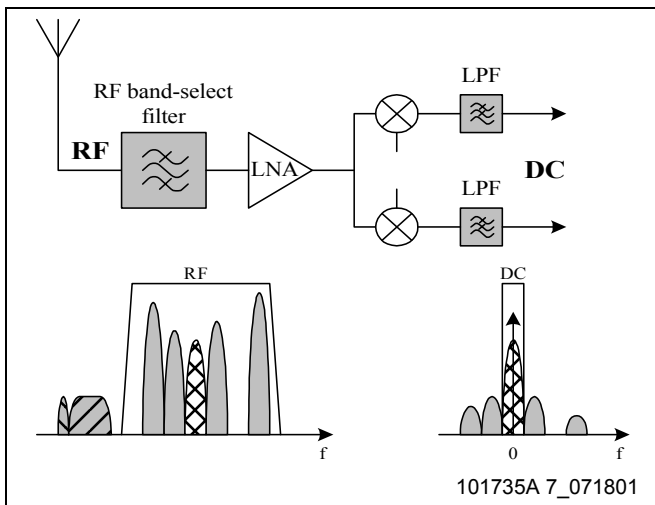 RF band-select
filter
RF
LNA
LPF
LPF
DC
RF
f
DC
0
f
101735A 7_071801